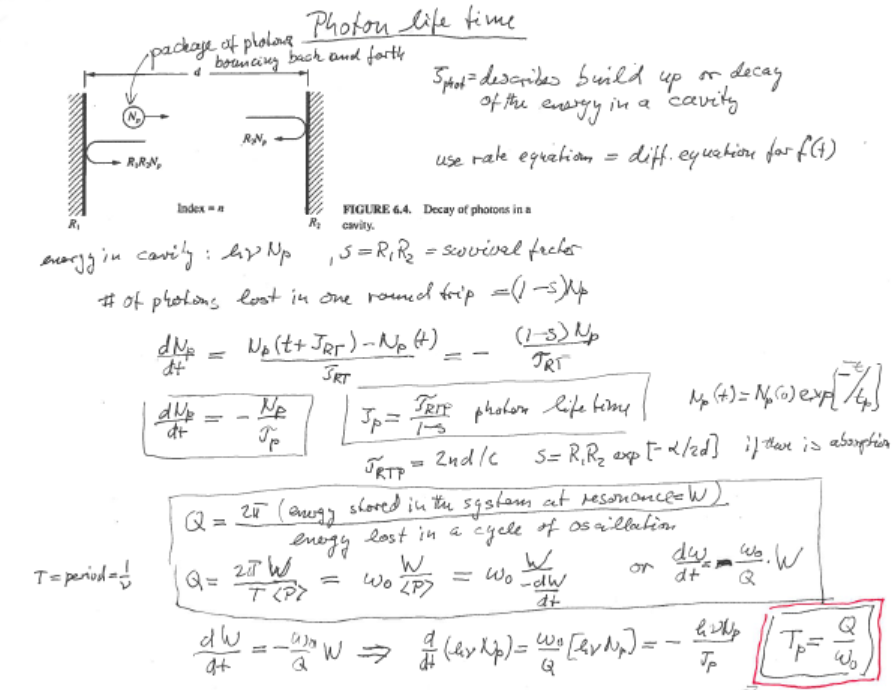 Photon life time
package of photons
bouncing back and forth
d
N_p
R_2N_p
R_1R_2N_p
Index = n
R_1
R_2
FIGURE 6.4. Decay of photons in a
cavity.
τ_phot = describes build up or decay
of the energy in a cavity
use rate equations = diff. equation for f(t)
energy in cavity : hν N_p , S = R_1R_2 = survival factor
# of photons lost in one round trip = (1-S)N_p
dN_p/dt = (N_p(t+τ_RT) - N_p(t))/τ_RT = - (1-S) N_p/τ_RT
dN_p/dt = - N_p/τ_p
τ_p = τ_RTP/(1-S) photon life time
N_p(t) = N_p(0) exp[-t/τ_p]
τ_RTP = 2nd/c S = R_1R_2 exp [-α/2d] if there is absorption
Q = 2π (energy stored in the system at resonance = W)/energy lost in a cycle of oscillation
T = period = 1/ν
Q = 2π W/T<P> = ω_0 W/<P> = ω_0 W/(-dW/dt) or dW/dt = - ω_0/Q · W
dW/dt = - ω_0/Q W ⇒ d/dt (hν N_p) = ω_0/Q [hν N_p] = - hνN_p/τ_p
τ_p = Q/ω_0